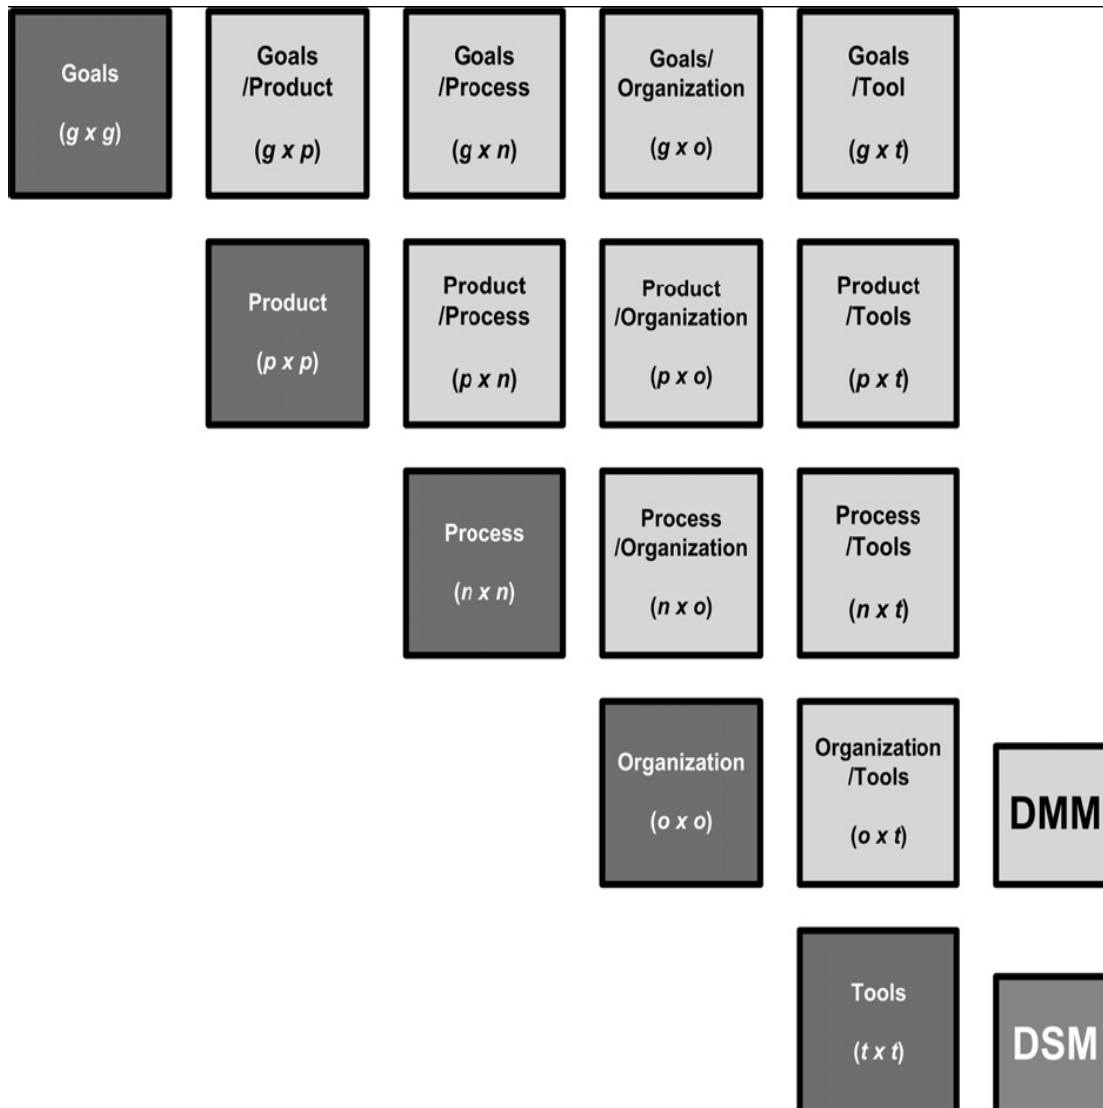 Goals
(g x g)
Goals
/Product
(g x p)
Goals
/Process
(g x n)
Goals/
Organization
(g x o)
Goals
/Tool
(g x t)
Product
(p x p)
Product
/Process
(p x n)
Product
/Organization
(p x o)
Product
/Tools
(p x t)
Process
(n x n)
Process
/Organization
(n x o)
Process
/Tools
(n x t)
Organization
(o x o)
Organization
/Tools
(o x t)
DMM
Tools
(t x t)
DSM